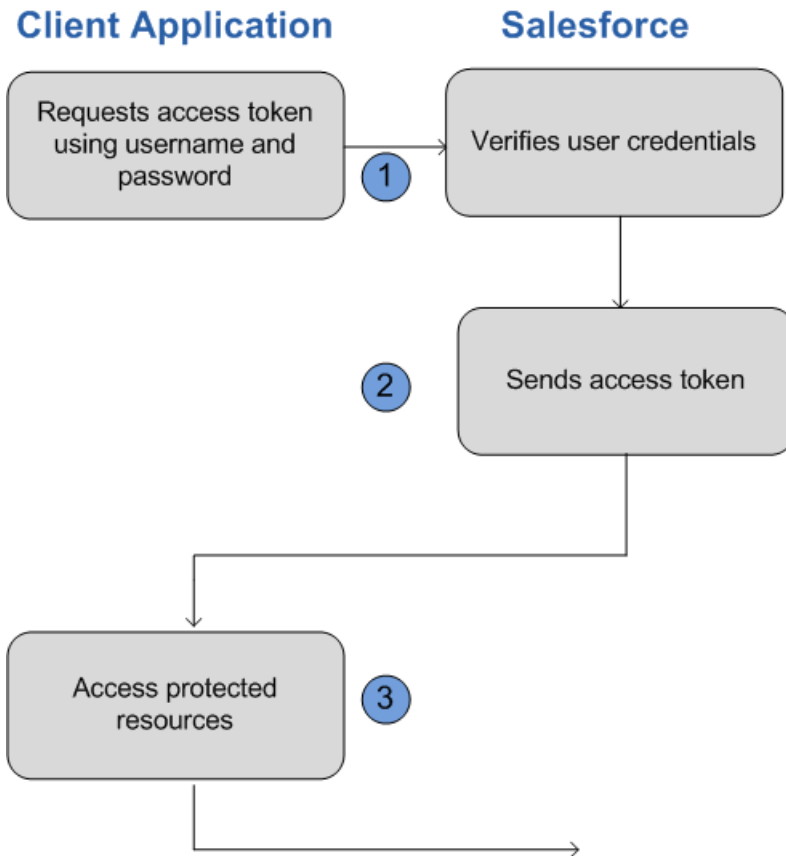 Client Application
Salesforce
Requests access token
using username and
password
1
Verifies user credentials
2
Sends access token
Access protected
resources
3